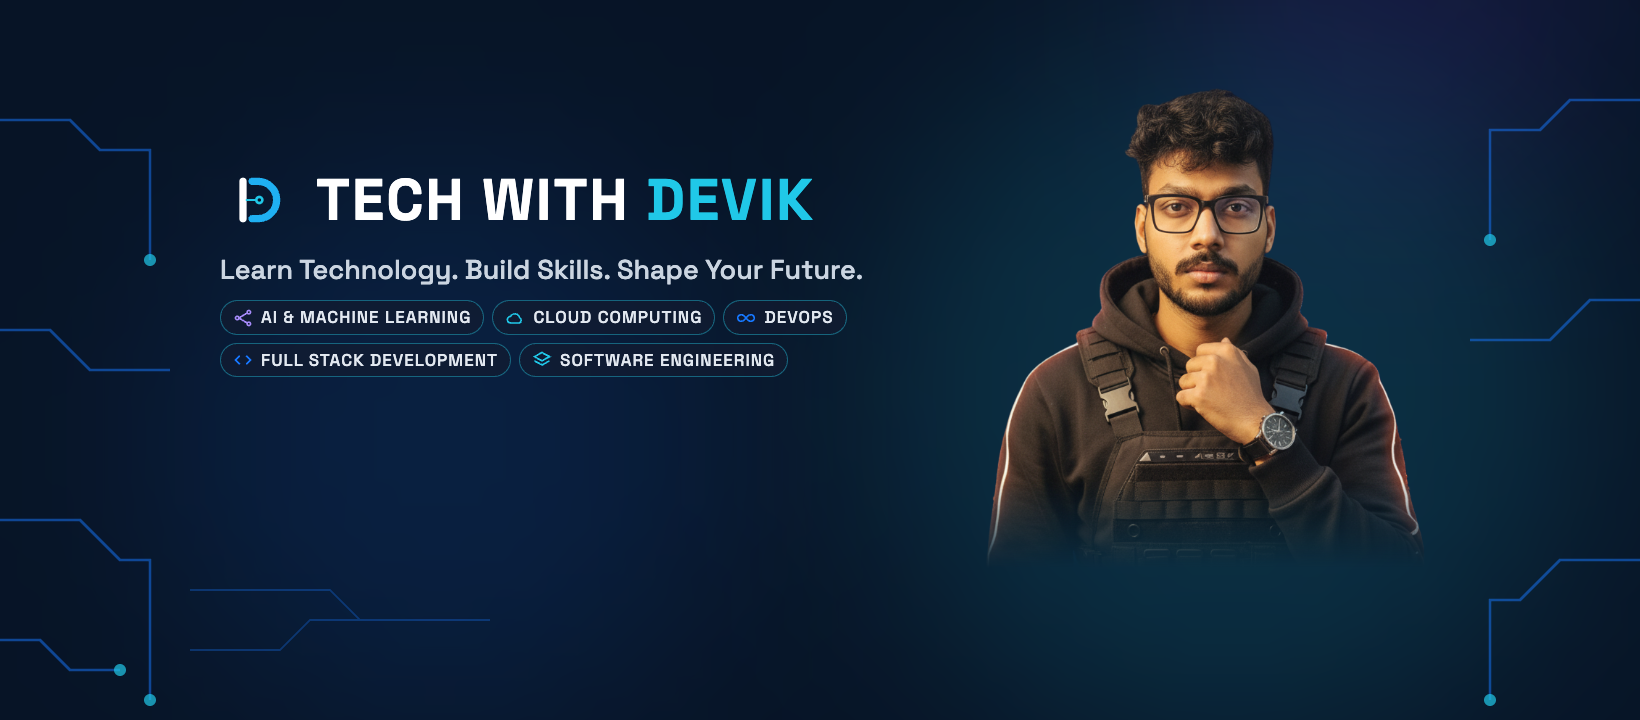 TECH WITH DEVIK
Learn Technology. Build Skills. Shape Your Future.
AI & MACHINE LEARNING CLOUD COMPUTING DEVOPS
FULL STACK DEVELOPMENT SOFTWARE ENGINEERING